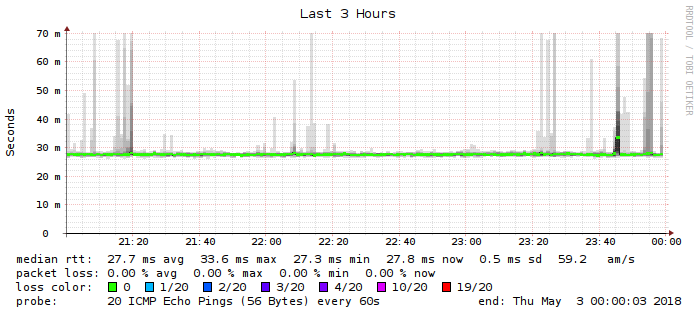 Last 3 Hours
RRDTOOL / TOBI OETIKER
Seconds
70 m
60 m
50 m
40 m
30 m
20 m
10 m
0
21:20 21:40 22:00 22:20 22:40 23:00 23:20 23:40 00:00
median rtt: 27.7 ms avg 33.6 ms max 27.3 ms min 27.8 ms now 0.5 ms sd 59.2 am/s
packet loss: 0.00 % avg 0.00 % max 0.00 % min 0.00 % now
loss color: 0 1/20 2/20 3/20 4/20 10/20 19/20
probe: 20 ICMP Echo Pings (56 Bytes) every 60s end: Thu May 3 00:00:03 2018